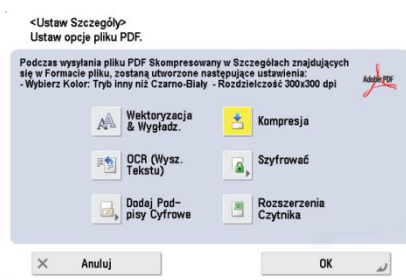 <Ustaw Szczegóły>
Ustaw opcje pliku PDF.
Podczas wysyłania pliku PDF Skompresowany w Szczegółach znajdujących
się w Formacie pliku, zostaną utworzone następujące ustawienia:
- Wybierz Kolor: Tryb inny niż Czarno-Biały - Rozdzielczość 300x300 dpi
Adobe PDF
Wektoryzacja
& Wygładz.
Kompresja
OCR (Wysz.
Tekstu)
Szyfrować
Dodaj Pod-
pisy Cyfrowe
Rozszerzenia
Czytnika
Anuluj
OK